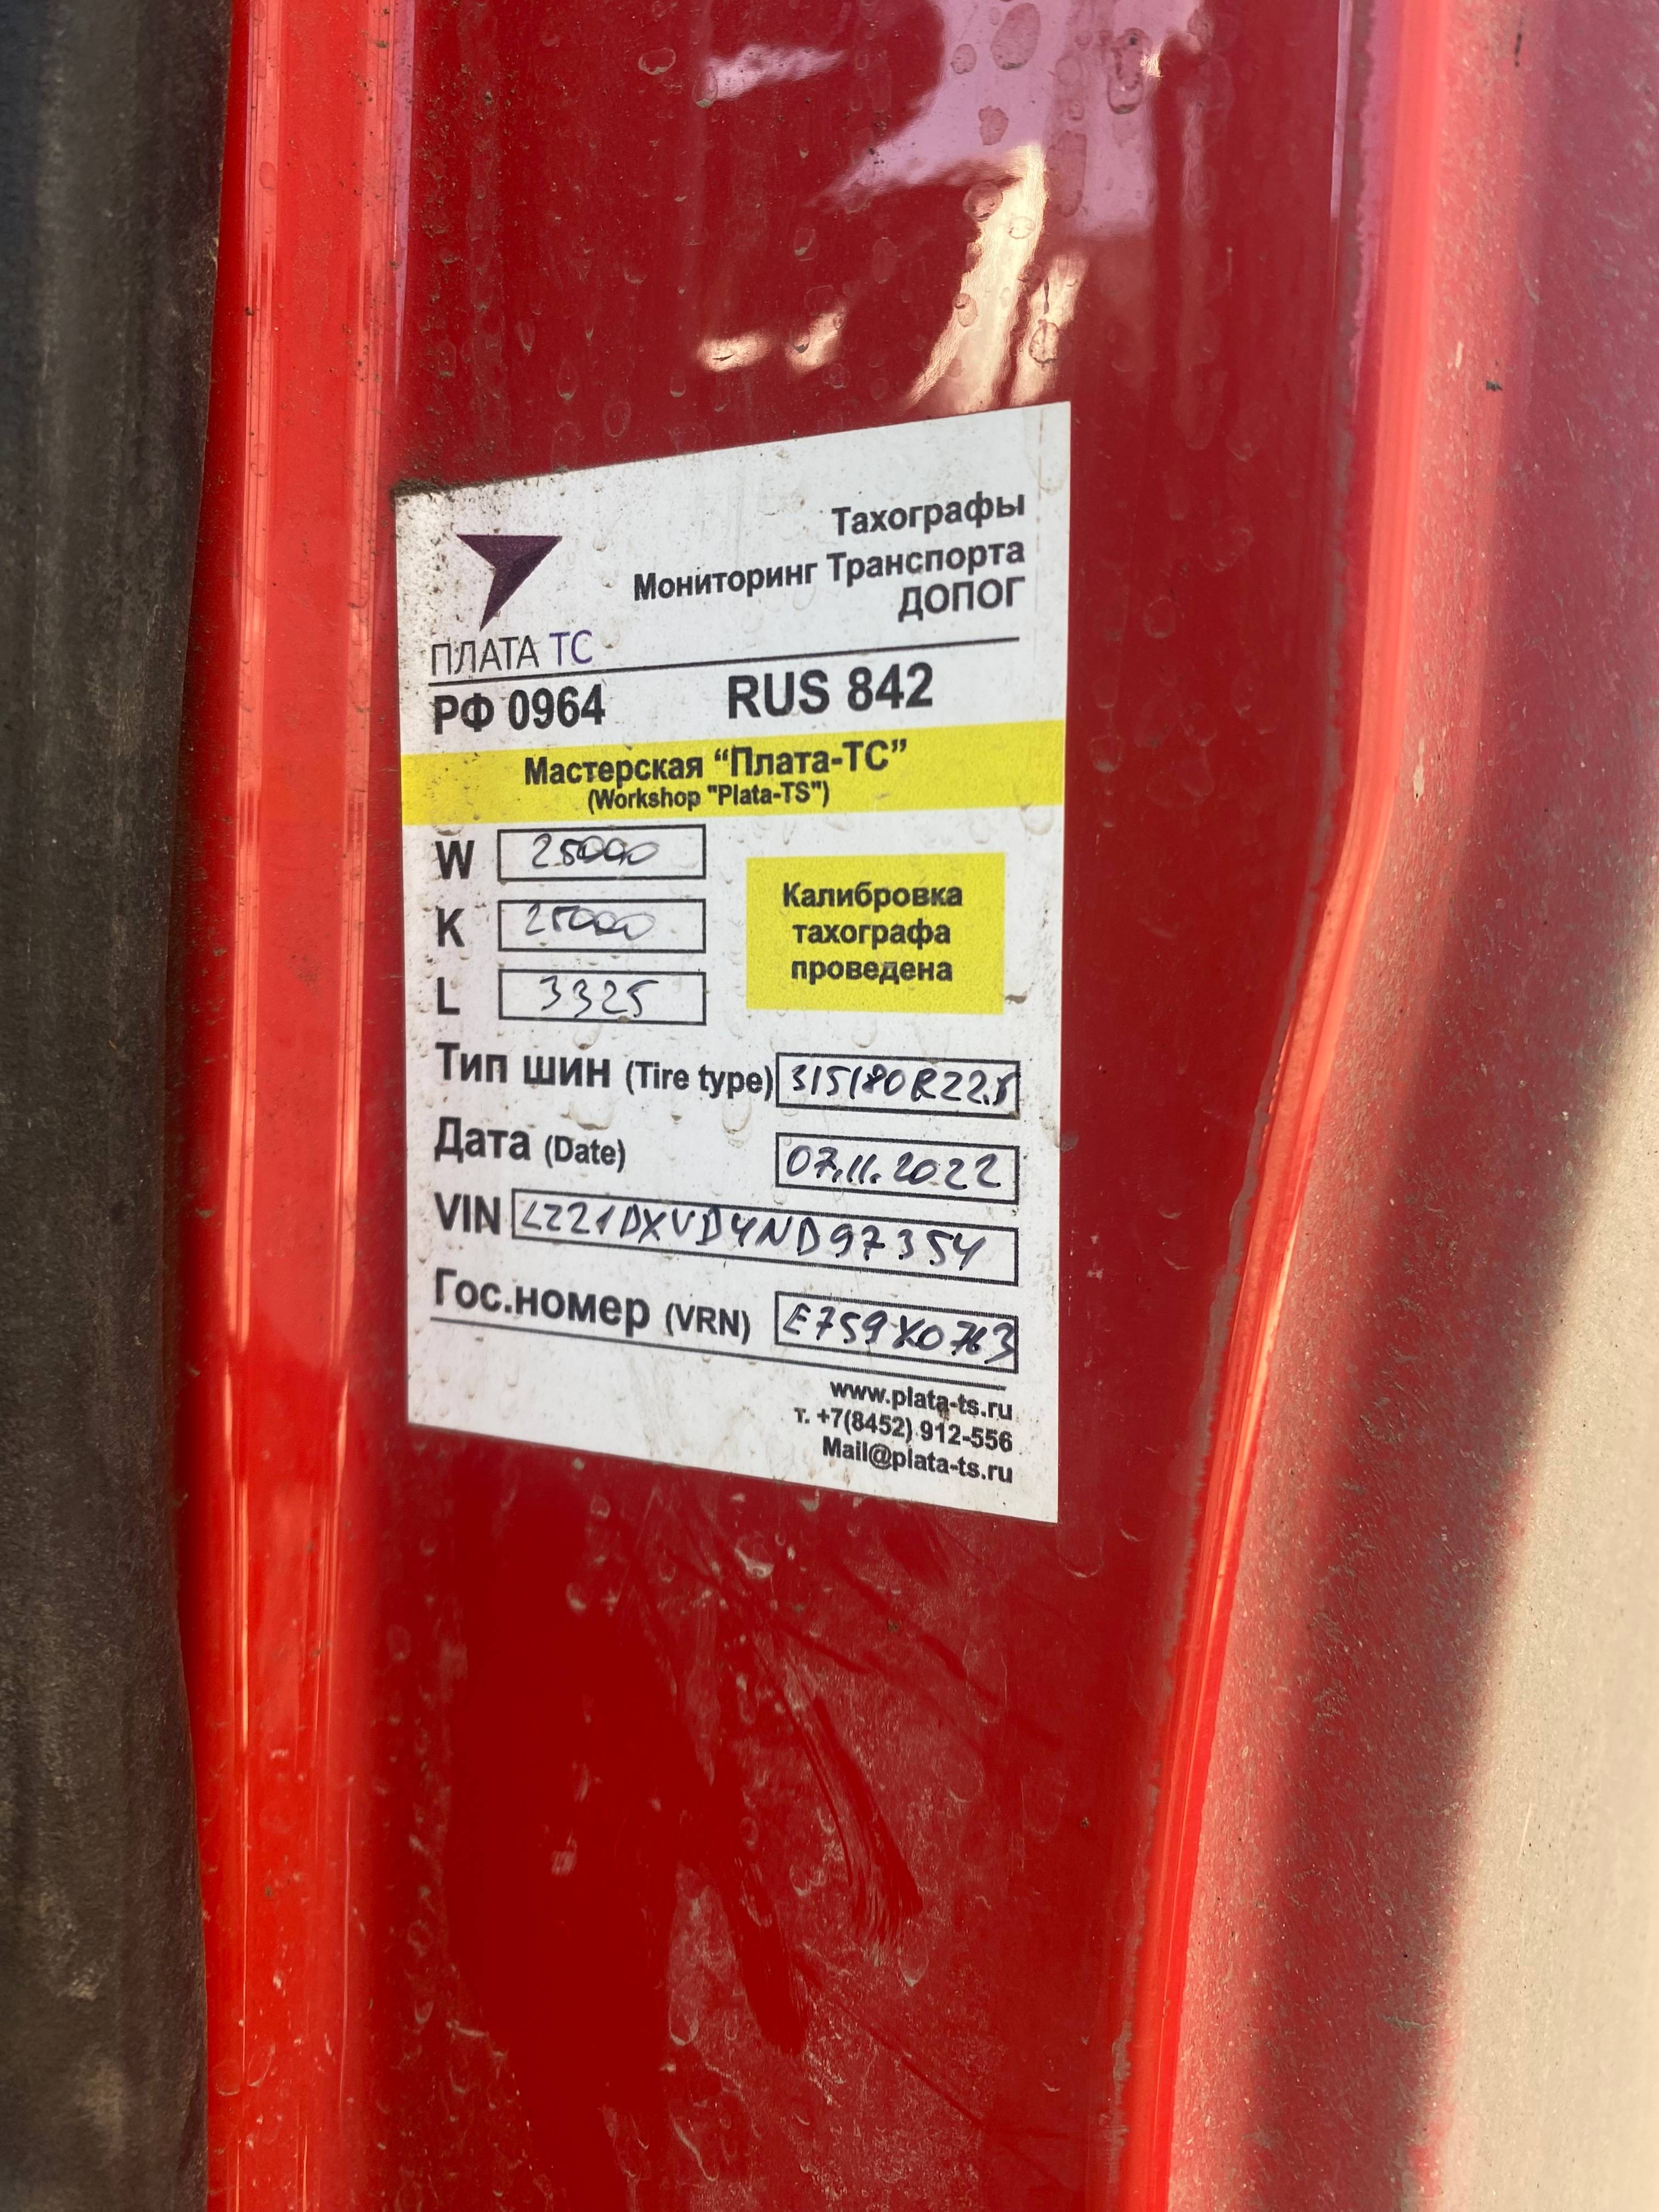 Тахографы
Мониторинг Транспорта
ДОПОГ
ПЛАТА ТС
РФ 0964 RUS 842
Мастерская “Плата-ТС”
(Workshop "Plata-TS")
W 25000
K 25000
L 3325
Калибровка
тахографа
проведена
Тип шин (Tire type) 315/80R22.5
Дата (Date) 07.11.2022
VIN LZZ1DXVD4ND97354
Гос.номер (VRN) Е759ХО763
www.plata-ts.ru
т. +7(8452) 912-556
Mail@plata-ts.ru